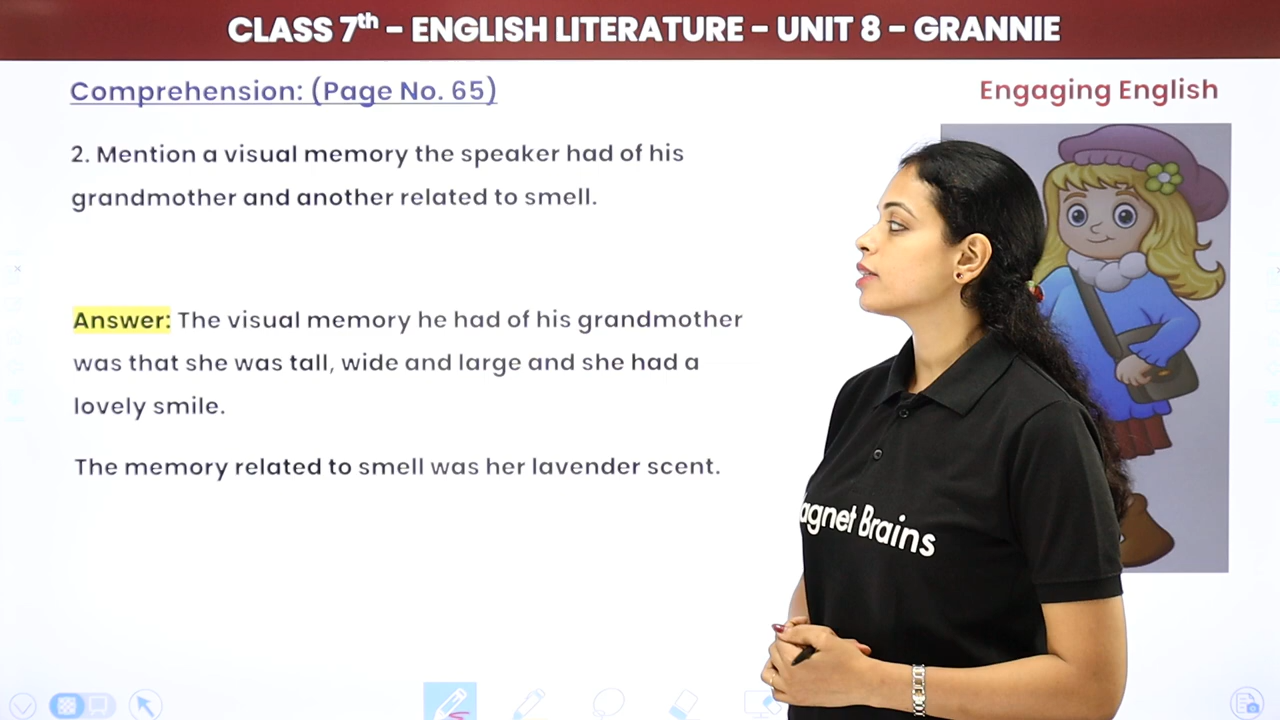 CLASS 7th – ENGLISH LITERATURE – UNIT 8 – GRANNIE
Comprehension: (Page No. 65)
Engaging English
2. Mention a visual memory the speaker had of his
grandmother and another related to smell.
Answer: The visual memory he had of his grandmother
was that she was tall, wide and large and she had a
lovely smile.
The memory related to smell was her lavender scent.
agnet Brains